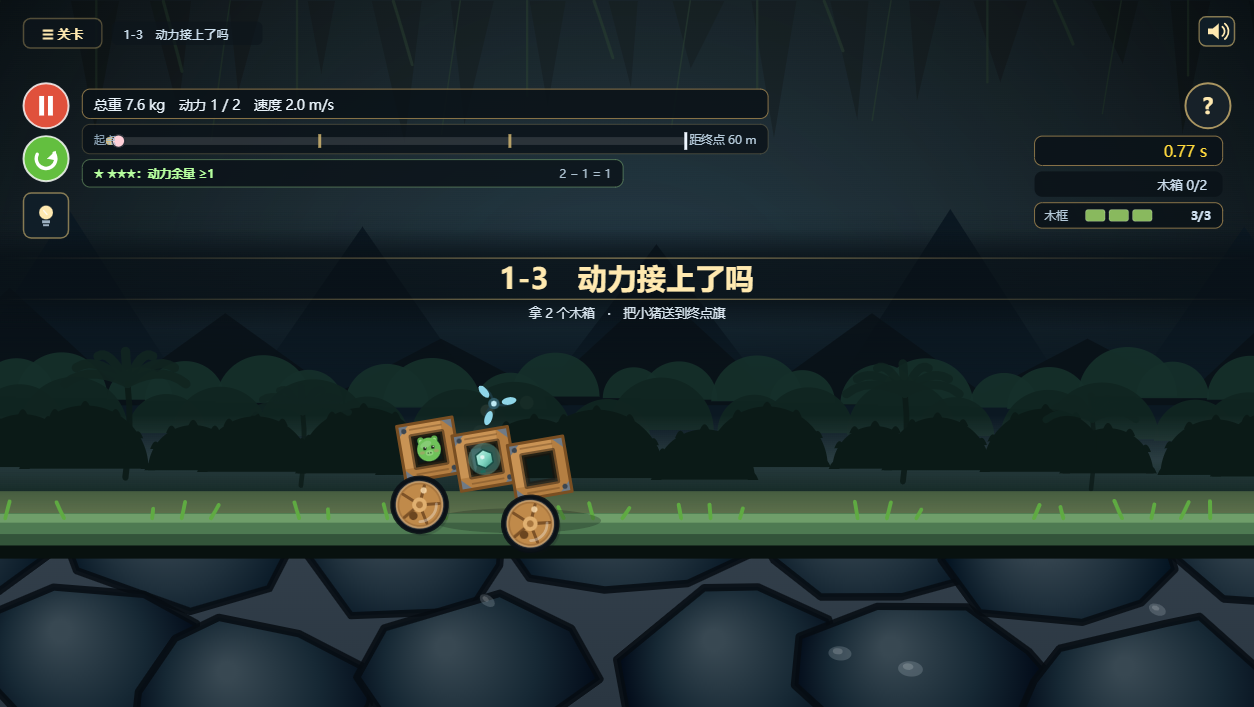 ☰ 关卡
1-3 动力接上了吗
总重 7.6 kg 动力 1 / 2 速度 2.0 m/s
?
距终点 60 m
0.77 s
★ ★★★: 动力余量 ≥1
2 − 1 = 1
木箱 0/2
木框 3/3
1-3 动力接上了吗
拿 2 个木箱 · 把小猪送到终点旗